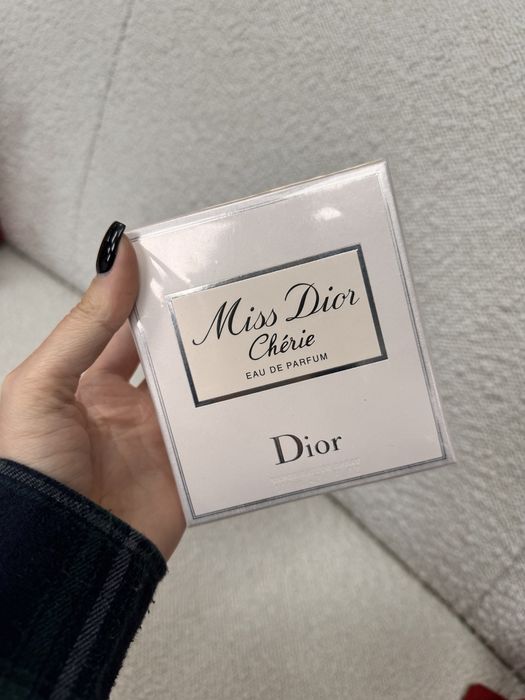 Miss Dior
Chérie
EAU DE PARFUM
Dior